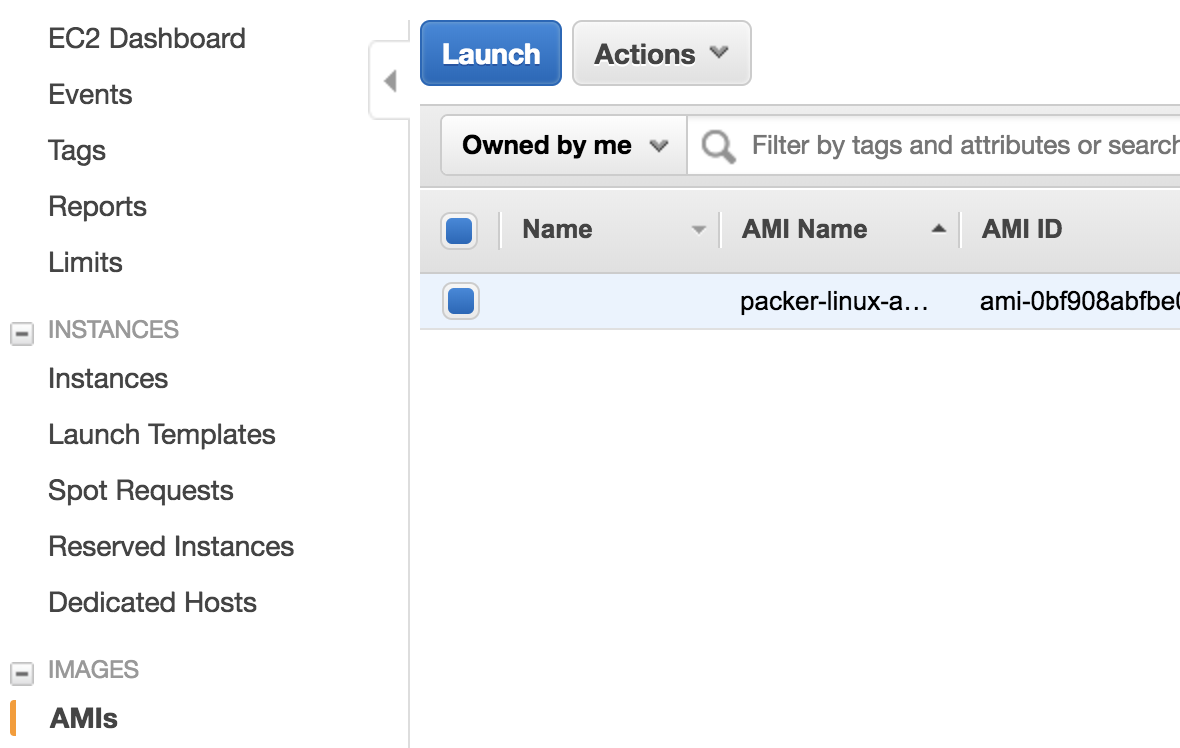 EC2 Dashboard
Events
Tags
Reports
Limits
INSTANCES
Instances
Launch Templates
Spot Requests
Reserved Instances
Dedicated Hosts
IMAGES
AMIs
Launch Actions
Owned by me Filter by tags and attributes or search
Name AMI Name AMI ID
packer-linux-a... ami-0bf908abfbe